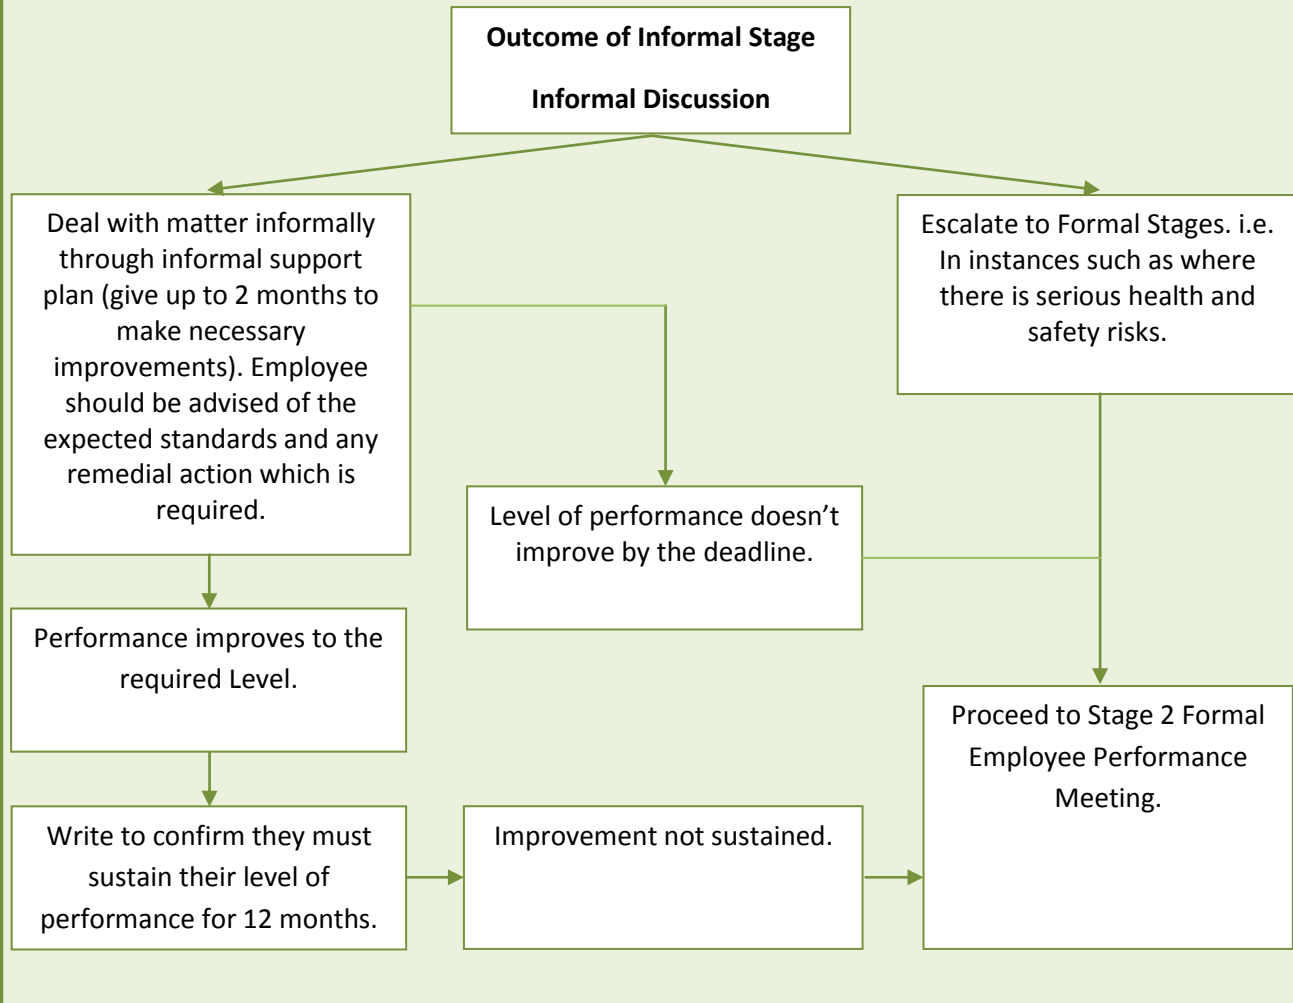 Outcome of Informal Stage
Informal Discussion
Deal with matter informally
through informal support
plan (give up to 2 months to
make necessary
improvements). Employee
should be advised of the
expected standards and any
remedial action which is
required.
Escalate to Formal Stages. i.e.
In instances such as where
there is serious health and
safety risks.
Level of performance doesn’t
improve by the deadline.
Performance improves to the
required Level.
Proceed to Stage 2 Formal
Employee Performance
Meeting.
Write to confirm they must
sustain their level of
performance for 12 months.
Improvement not sustained.